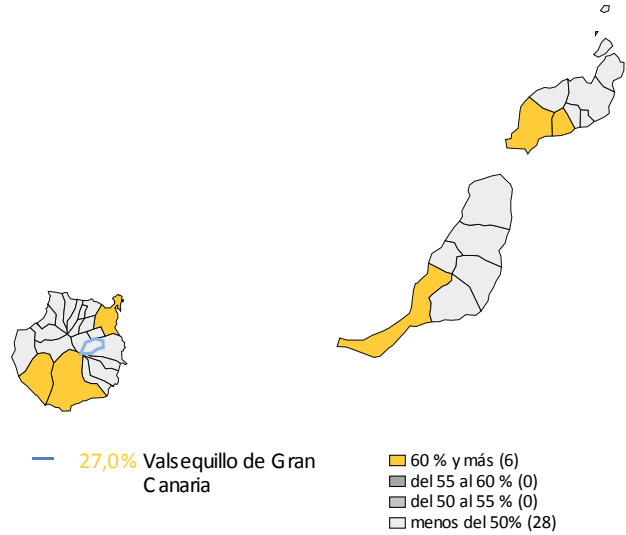 27,0% Valsequillo de Gran
Canaria
60 % y más (6)
del 55 al 60 % (0)
del 50 al 55 % (0)
menos del 50% (28)